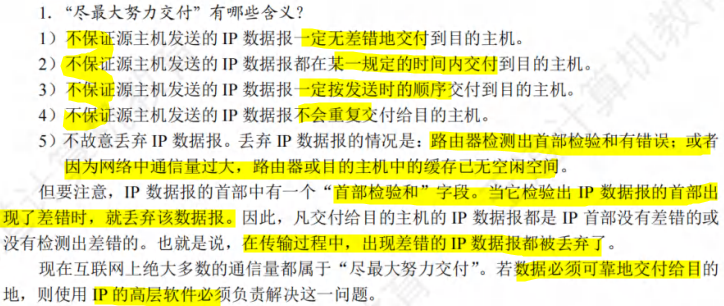 1.“尽最大努力交付”有哪些含义？
1）不保证源主机发送的 IP 数据报一定无差错地交付到目的主机。
2）不保证源主机发送的 IP 数据报都在某一规定的时间内交付到目的主机。
3）不保证源主机发送的 IP 数据报一定按发送时的顺序交付到目的主机。
4）不保证源主机发送的 IP 数据报不会重复交付给目的主机。
5）不故意丢弃 IP 数据报。丢弃 IP 数据报的情况是：路由器检测出首部检验和有错误；或者
因为网络中通信量过大，路由器或目的主机中的缓存已无空闲空间。
但要注意，IP 数据报的首部中有一个“首部检验和”字段。当它检验出 IP 数据报的首部出
现了差错时，就丢弃该数据报。因此，凡交付给目的主机的 IP 数据报都是 IP 首部没有差错的或
没有检测出差错的。也就是说，在传输过程中，出现差错的 IP 数据报都被丢弃了。
现在互联网上绝大多数的通信量都属于“尽最大努力交付”。若数据必须可靠地交付给目的
地，则使用 IP 的高层软件必须负责解决这一问题。